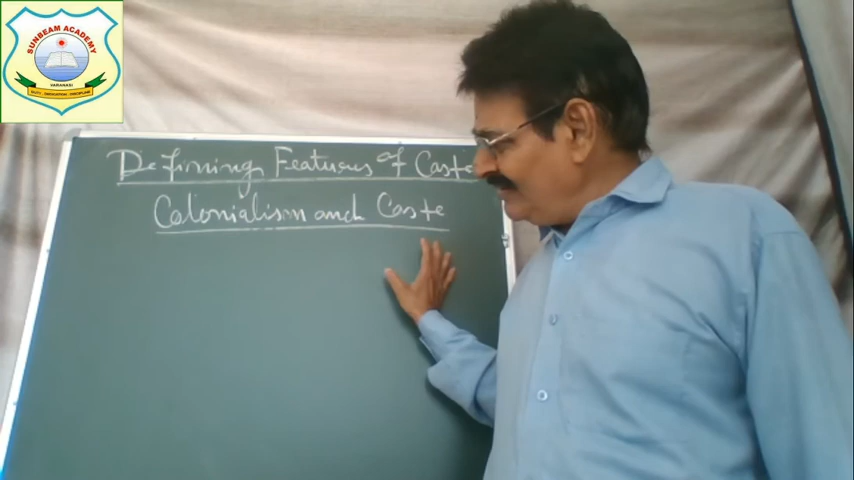 SUNBEAM ACADEMY
VARANASI
Defining Features of Caste
Colonialism and Caste